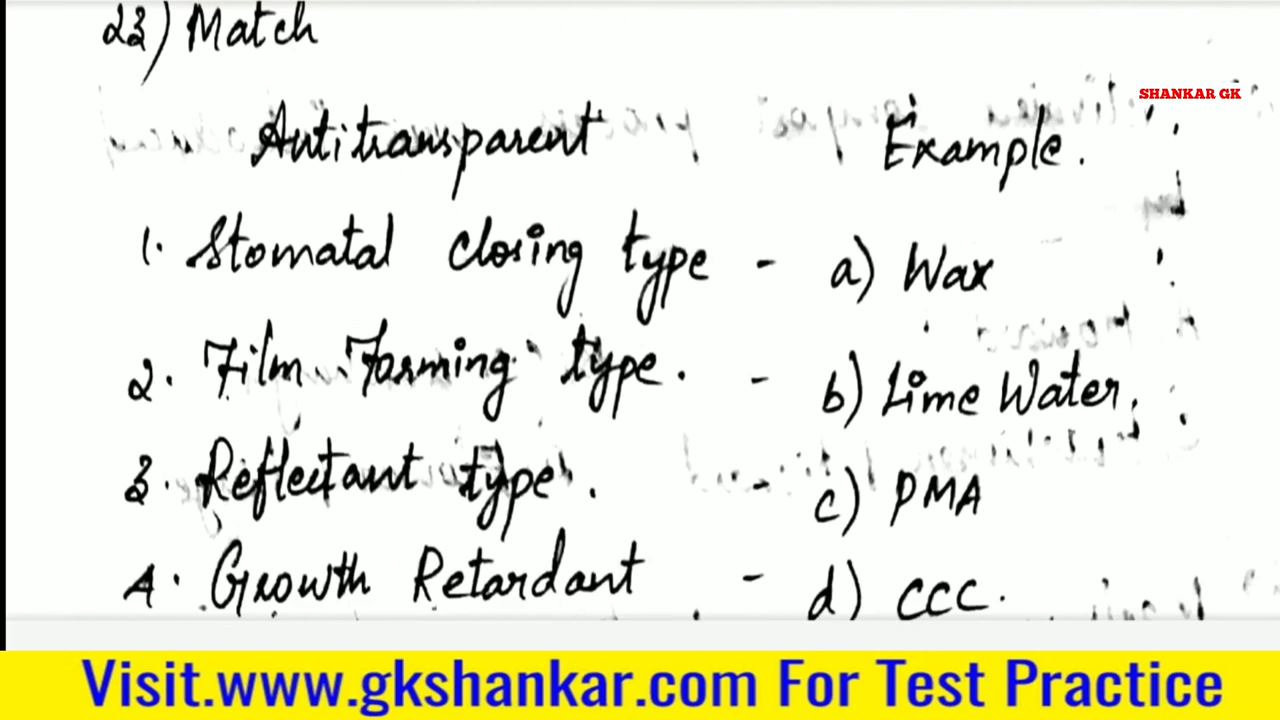 23) Match
SHANKAR GK
Antitransparent Example.
1. Stomatal closing type - a) Wax
2. Film Forming type. - b) Lime Water.
3. Reflectant type. - c) PMA
4. Growth Retardant - d) CCC.
Visit.www.gkshankar.com For Test Practice